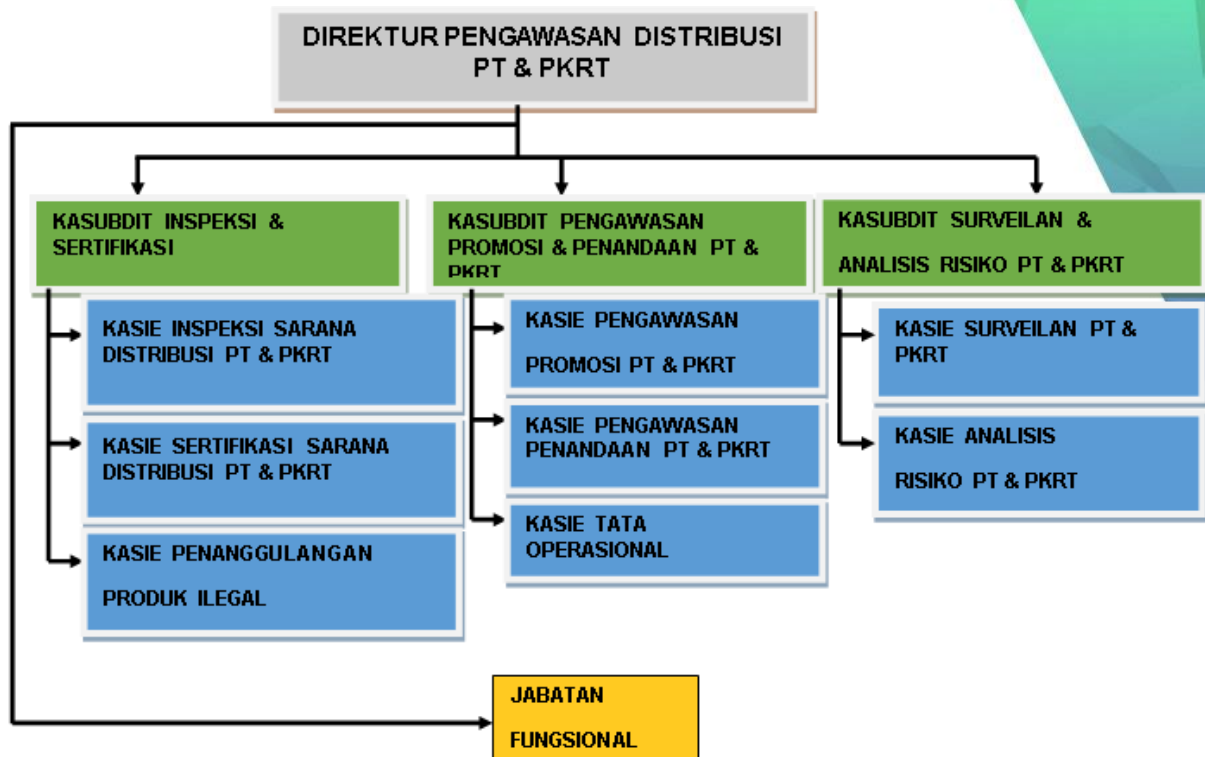 DIREKTUR PENGAWASAN DISTRIBUSI
PT & PKRT
KASUBDIT INSPEKSI &
SERTIFIKASI
KASIE INSPEKSI SARANA
DISTRIBUSI PT & PKRT
KASIE SERTIFIKASI SARANA
DISTRIBUSI PT & PKRT
KASIE PENANGGULANGAN
PRODUK ILEGAL
KASUBDIT PENGAWASAN
PROMOSI & PENANDAAN PT &
PKRT
KASIE PENGAWASAN
PROMOSI PT & PKRT
KASIE PENGAWASAN
PENANDAAN PT & PKRT
KASIE TATA
OPERASIONAL
KASUBDIT SURVEILAN &
ANALISIS RISIKO PT & PKRT
KASIE SURVEILAN PT &
PKRT
KASIE ANALISIS
RISIKO PT & PKRT
JABATAN
FUNGSIONAL